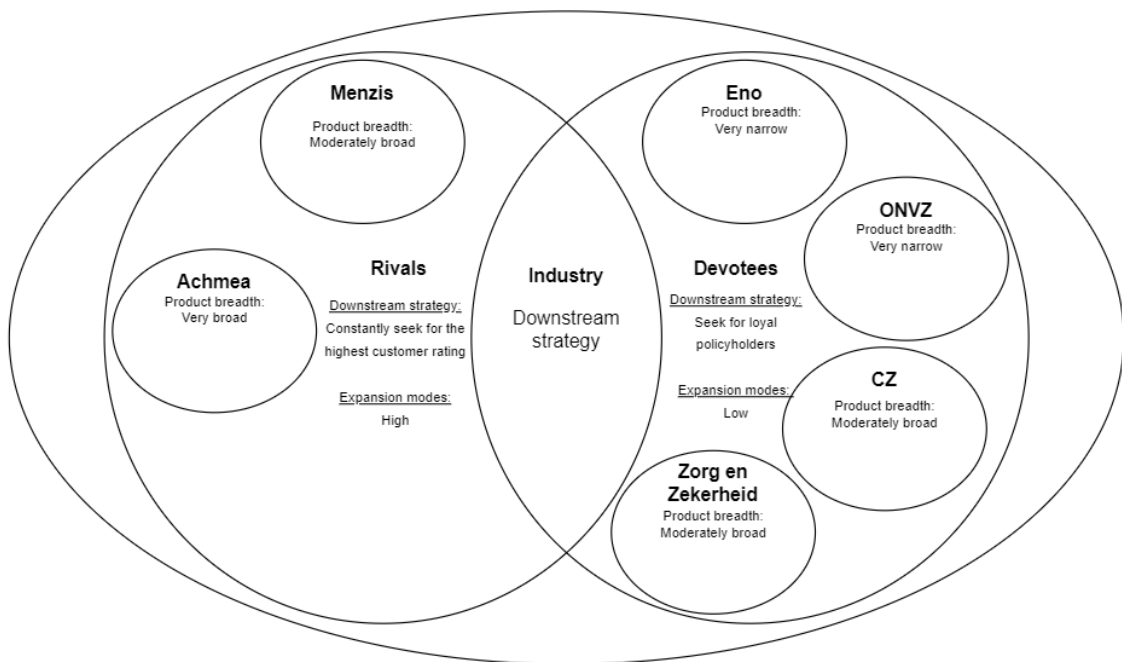 Menzis
Product breadth:
Moderately broad
Achmea
Product breadth:
Very broad
Rivals
Downstream strategy:
Constantly seek for the
highest customer rating
Expansion modes:
High
Industry
Downstream
strategy
Devotees
Downstream strategy:
Seek for loyal
policyholders
Expansion modes:
Low
Eno
Product breadth:
Very narrow
ONVZ
Product breadth:
Very narrow
CZ
Product breadth:
Moderately broad
Zorg en
Zekerheid
Product breadth:
Moderately broad